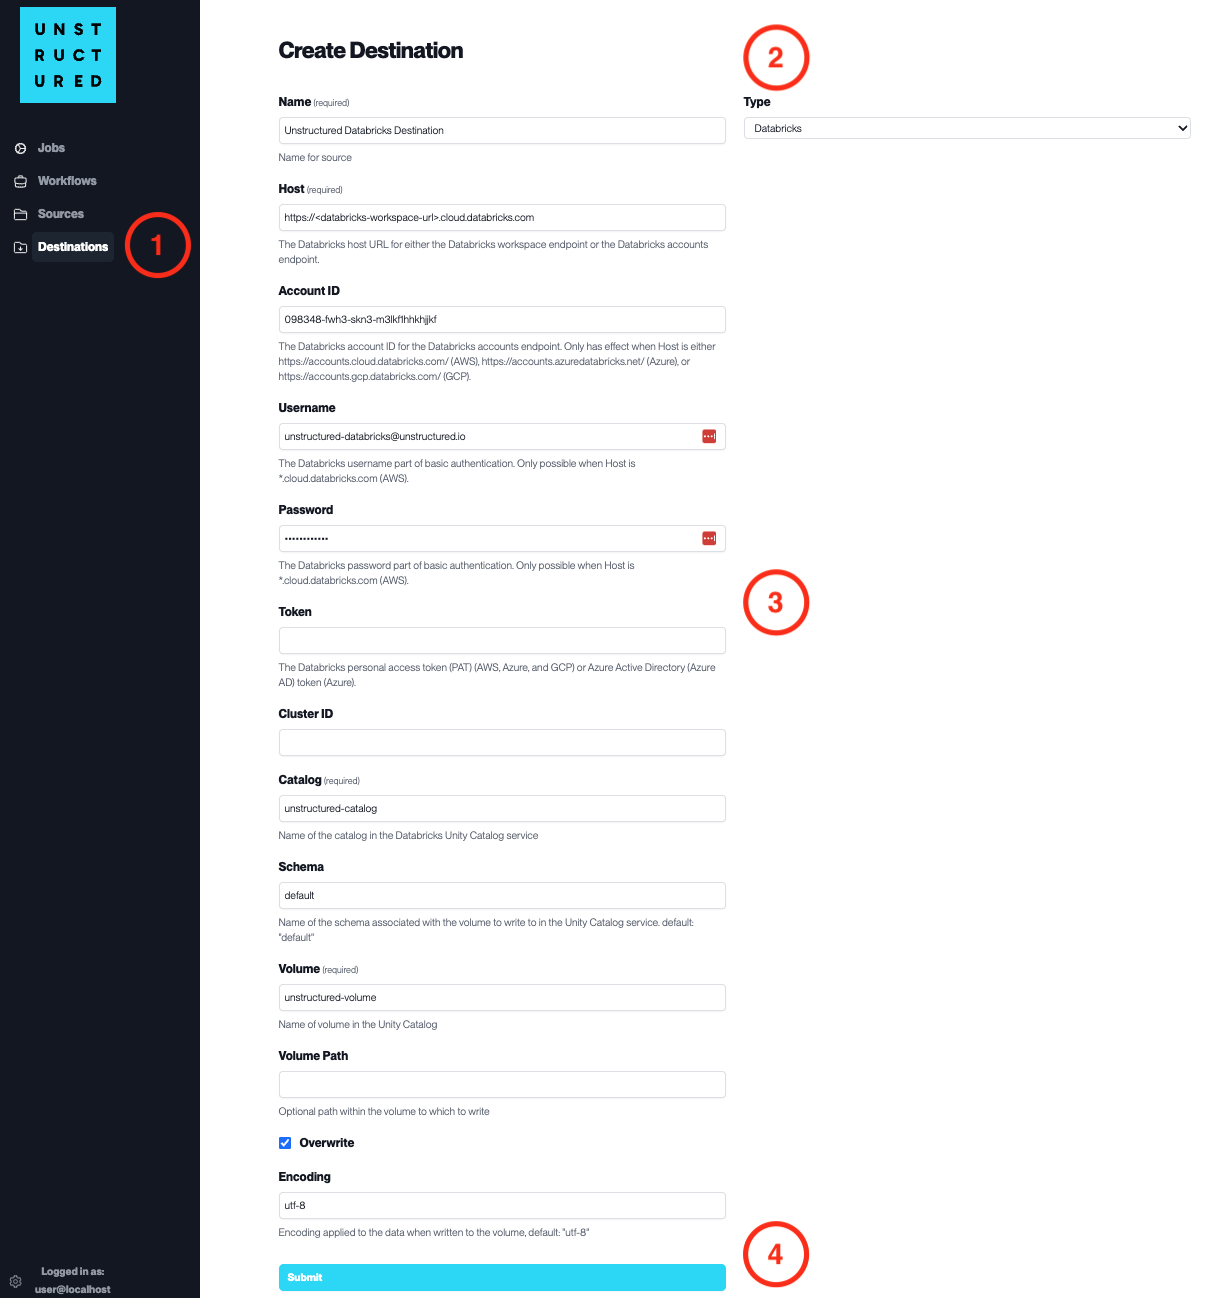 UNST
RUCT
URED
Jobs
Workflows
Sources
Destinations
1
Create Destination
2
Name (required)
Unstructured Databricks Destination
Name for source
Type
Databricks
Host (required)
https://<databricks-workspace-url>.cloud.databricks.com
The Databricks host URL for either the Databricks workspace endpoint or the Databricks accounts
endpoint.
Account ID
098348-fwh3-skn3-m3lkf1hhkhjjkf
The Databricks account ID for the Databricks accounts endpoint. Only has effect when Host is either
https://accounts.cloud.databricks.com/ (AWS), https://accounts.azuredatabricks.net/ (Azure), or
https://accounts.gcp.databricks.com/ (GCP).
Username
unstructured-databricks@unstructured.io
The Databricks username part of basic authentication. Only possible when Host is
*.cloud.databricks.com (AWS).
Password
••••••••••••
The Databricks password part of basic authentication. Only possible when Host is
*.cloud.databricks.com (AWS).
3
Token
The Databricks personal access token (PAT) (AWS, Azure, and GCP) or Azure Active Directory (Azure
AD) token (Azure).
Cluster ID
Catalog (required)
unstructured-catalog
Name of the catalog in the Databricks Unity Catalog service
Schema
default
Name of the schema associated with the volume to write to in the Unity Catalog service. default:
"default"
Volume (required)
unstructured-volume
Name of volume in the Unity Catalog
Volume Path
Optional path within the volume to which to write
Overwrite
Encoding
utf-8
Encoding applied to the data when written to the volume, default: "utf-8"
4
Submit
Logged in as:
user@localhost